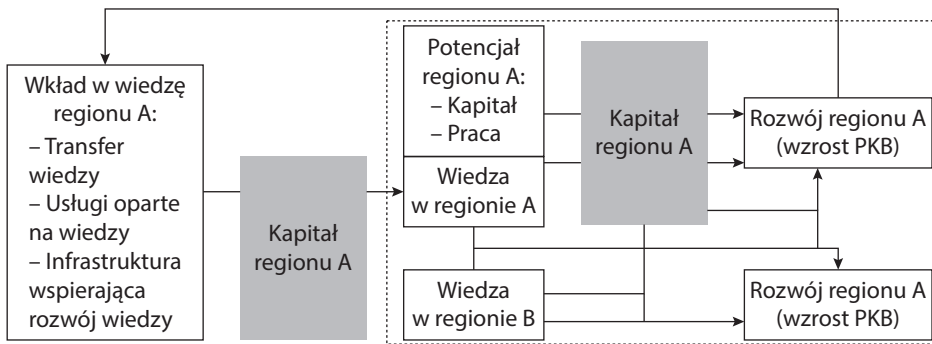 Wkład w wiedzę
regionu A:
– Transfer
wiedzy
– Usługi oparte
na wiedzy
– Infrastruktura
wspierająca
rozwój wiedzy
Kapitał
regionu A
Potencjał
regionu A:
– Kapitał
– Praca
Wiedza
w regionie A
Wiedza
w regionie B
Kapitał
regionu A
Rozwój regionu A
(wzrost PKB)
Rozwój regionu A
(wzrost PKB)